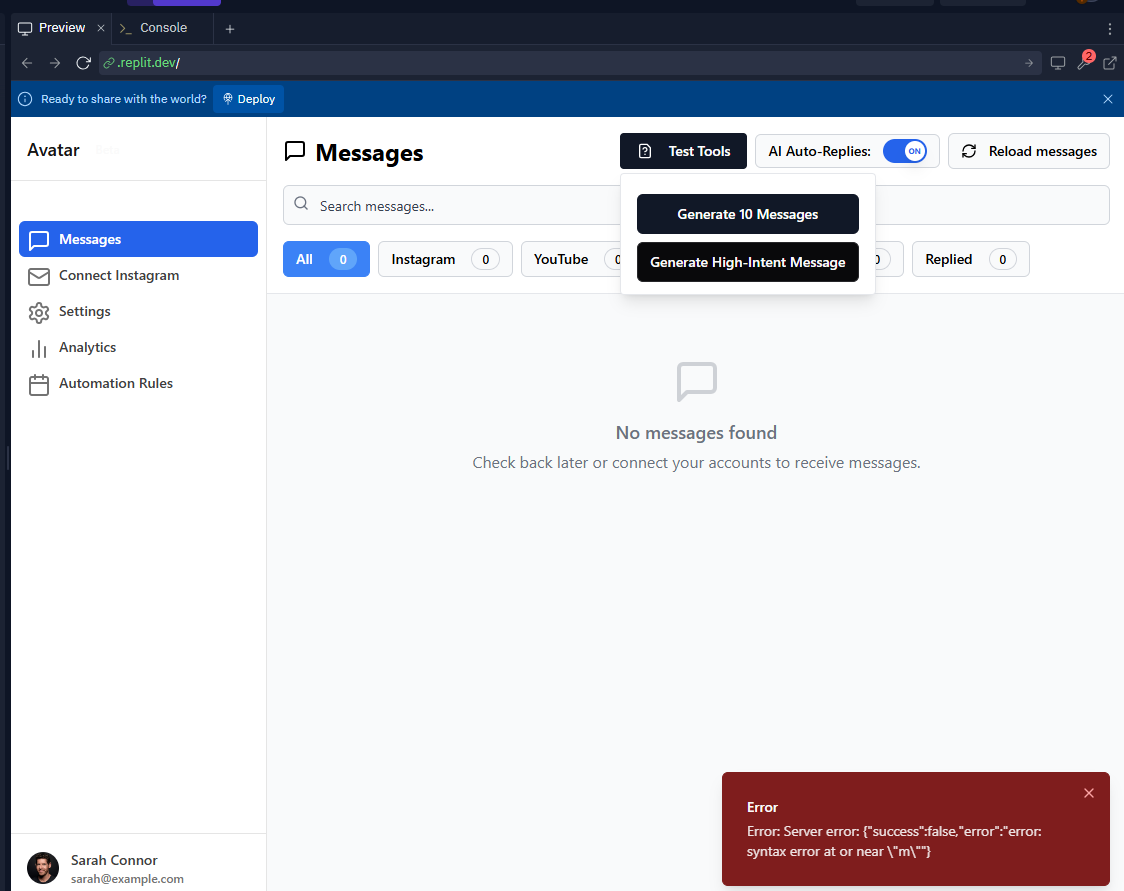 Preview
Console
.replit.dev/
2
Ready to share with the world?
Deploy
Avatar
Beta
Messages
Connect Instagram
Settings
Analytics
Automation Rules
Sarah Connor
sarah@example.com
Messages
Test Tools
AI Auto-Replies: ON
Reload messages
Search messages...
Generate 10 Messages
Generate High-Intent Message
All 0
Instagram 0
YouTube 0
0
Replied 0
No messages found
Check back later or connect your accounts to receive messages.
Error
Error: Server error: {"success":false,"error":"error:
syntax error at or near \"m\""}